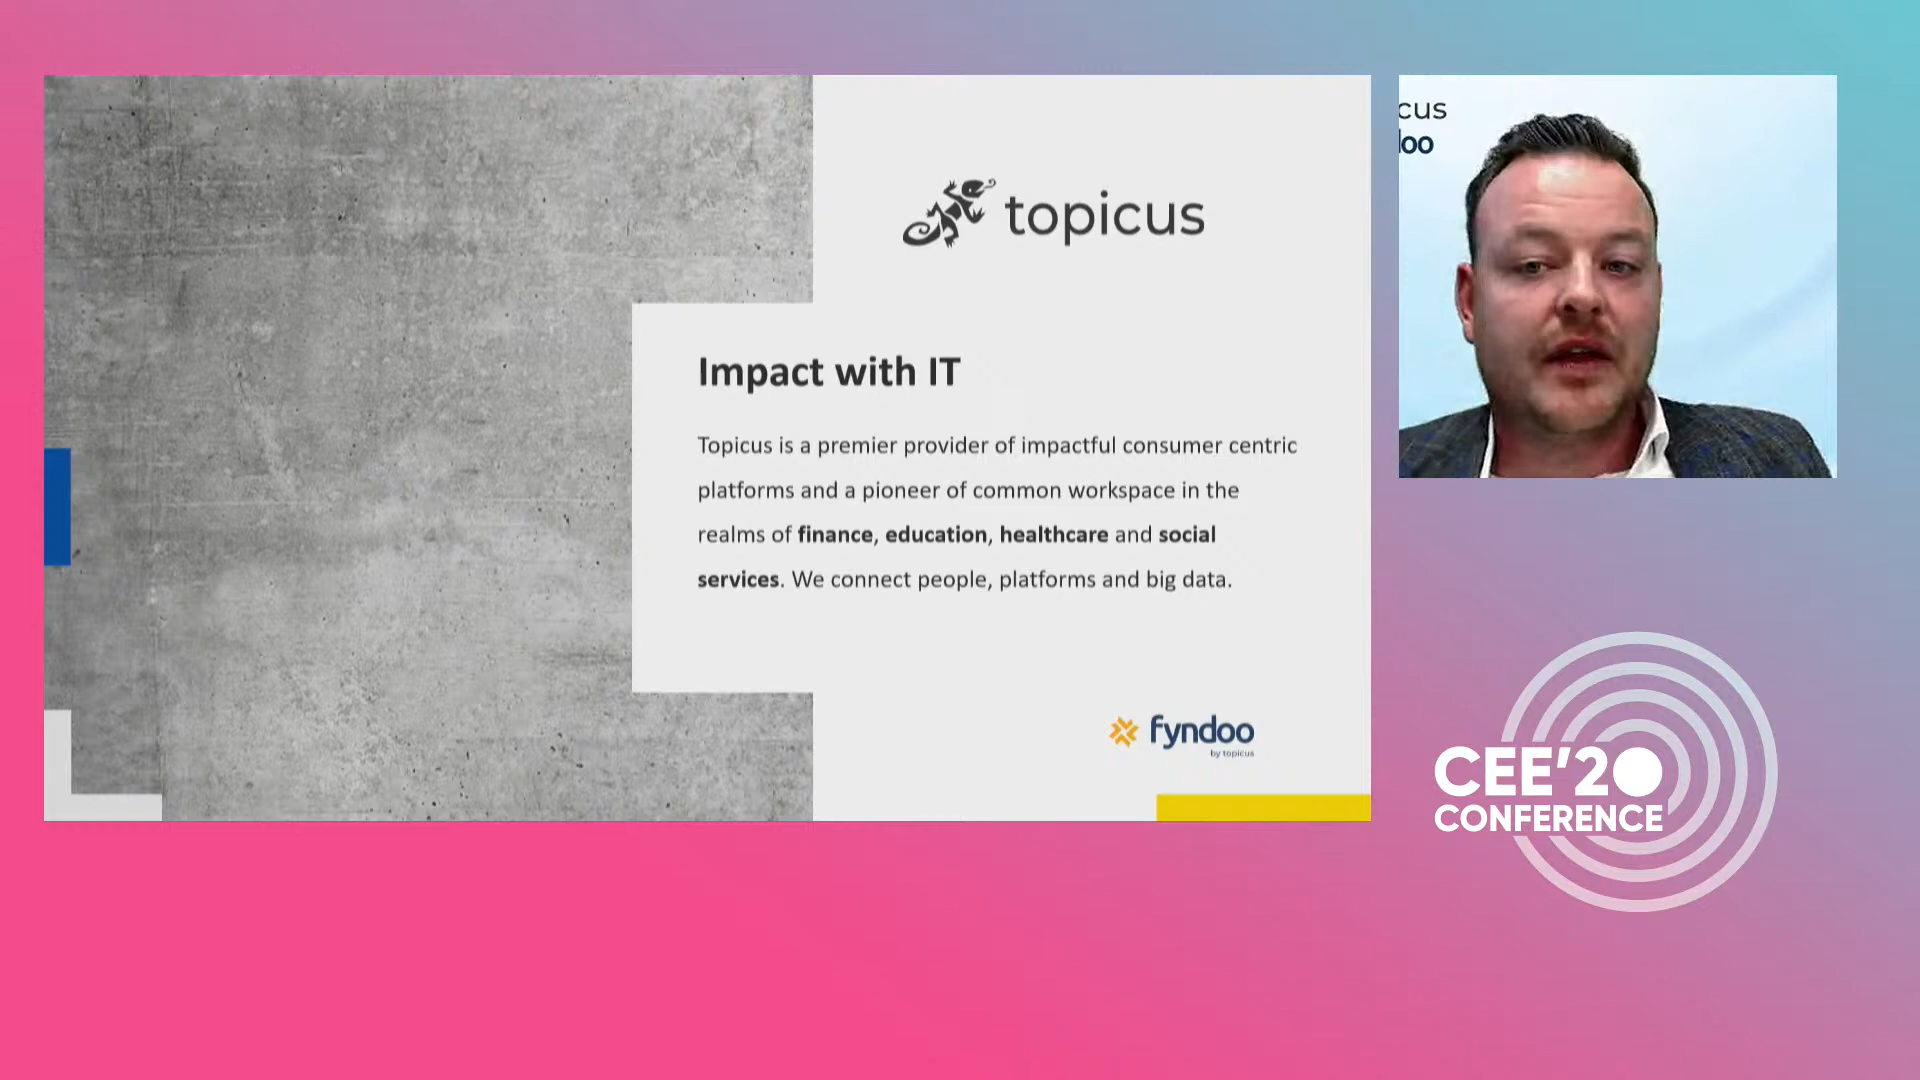 topicus
Impact with IT
Topicus is a premier provider of impactful consumer centric
platforms and a pioneer of common workspace in the
realms of finance, education, healthcare and social
services. We connect people, platforms and big data.
fyndoo
by topicus
cus
loo
CEE'20
CONFERENCE